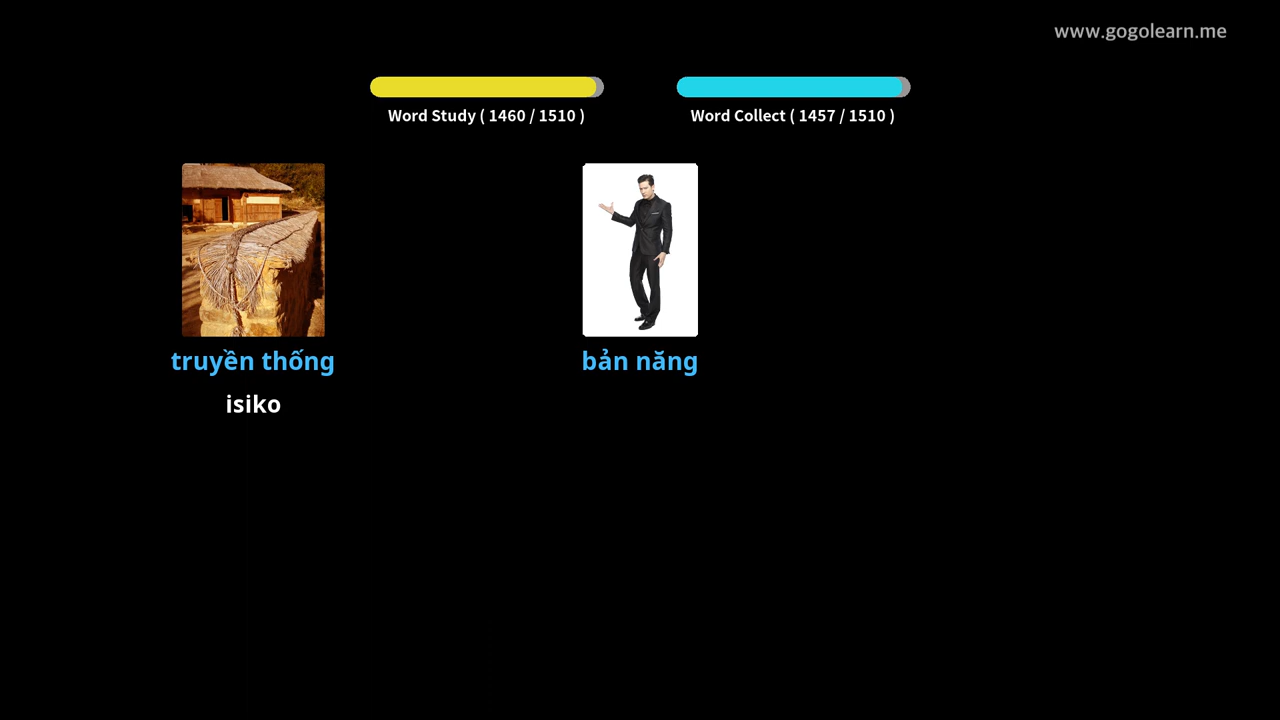 www.gogolearn.me
Word Study ( 1460 / 1510 )
Word Collect ( 1457 / 1510 )
truyền thống
bản năng
isiko